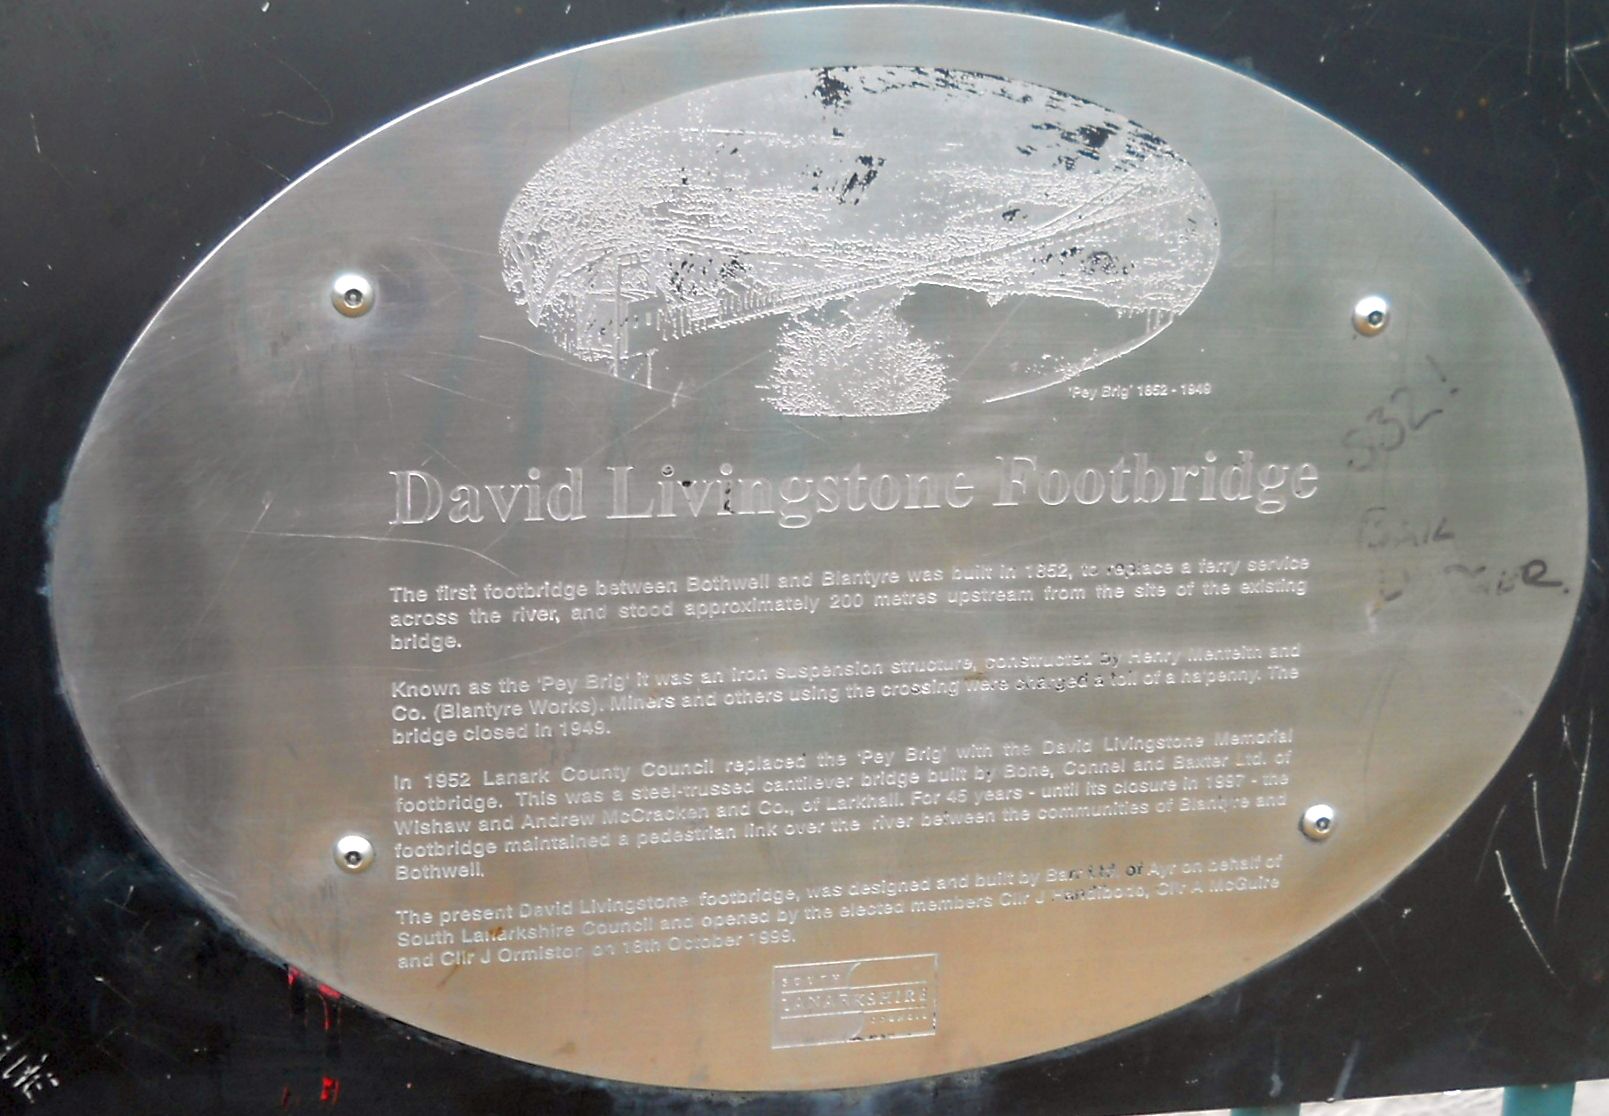 'Pey Brig' 1852 - 1949
David Livingstone Footbridge
The first footbridge between Bothwell and Blantyre was built in 1852, to replace a ferry service
across the river, and stood approximately 200 metres upstream from the site of the existing
bridge.
Known as the 'Pey Brig' it was an iron suspension structure, constructed by Henry Monteith and
Co. (Blantyre Works). Miners and others using the crossing were charged a toll of a ha'penny. The
bridge closed in 1949.
In 1952 Lanark County Council replaced the 'Pey Brig' with the David Livingstone Memorial
footbridge. This was a steel-trussed cantilever bridge built by Bone, Connel and Baxter Ltd. of
Wishaw and Andrew McCracken and Co., of Larkhall. For 45 years - until its closure in 1997 - the
footbridge maintained a pedestrian link over the river between the communities of Blantyre and
Bothwell.
The present David Livingstone footbridge, was designed and built by Barr Ltd. of Ayr on behalf of
South Lanarkshire Council and opened by the elected members Cllr J Handibode, Cllr A McGuire
and Cllr J Ormiston on 18th October 1999.
SOUTH
LANARKSHIRE
COUNCIL
S32!